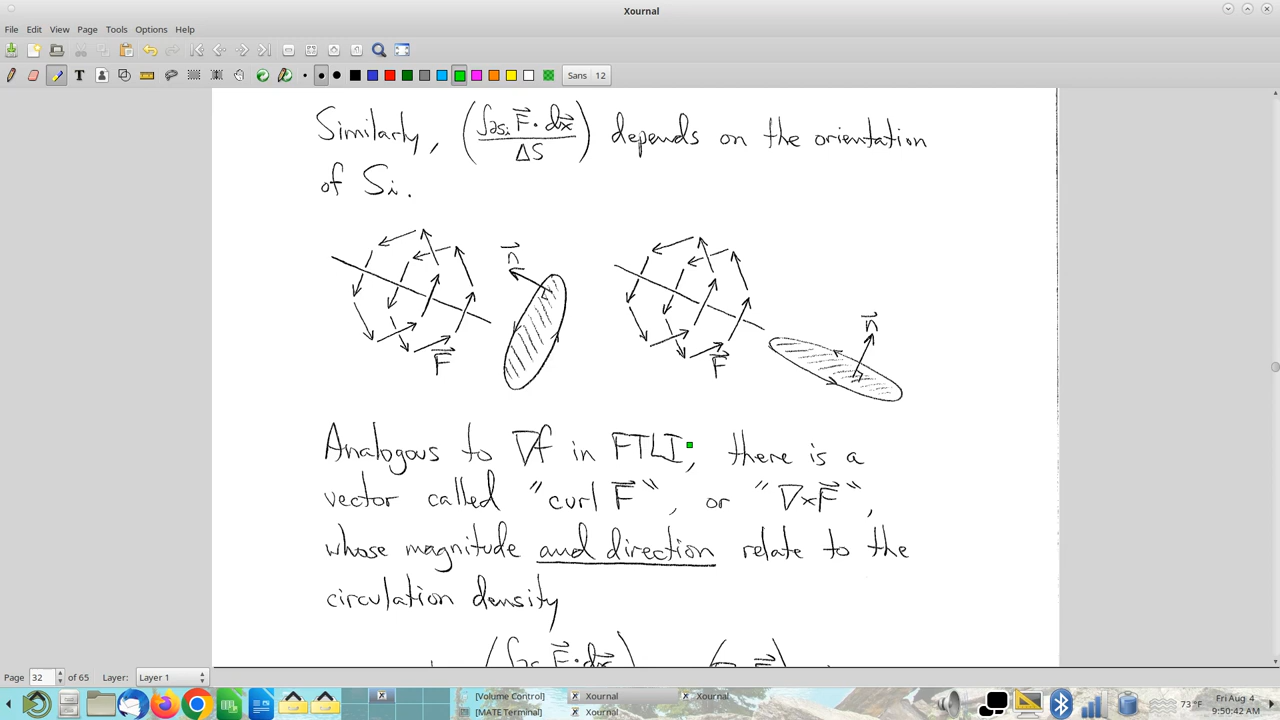 Xournal
File Edit View Page Tools Options Help
Sans 12
Similarly, (∫∂Si F⃗ · dx⃗ / ΔS) depends on the orientation
of Si.
n⃗
n⃗
F⃗
F⃗
Analogous to ∇f in FTLI, there is a
vector called "curl F⃗", or "∇×F⃗",
whose magnitude and direction relate to the
circulation density
Page 32 of 65 Layer: Layer 1
[Volume Control] Xournal Xournal
[MATE Terminal] Xournal
73°F
Fri Aug 4
9:50:42 AM